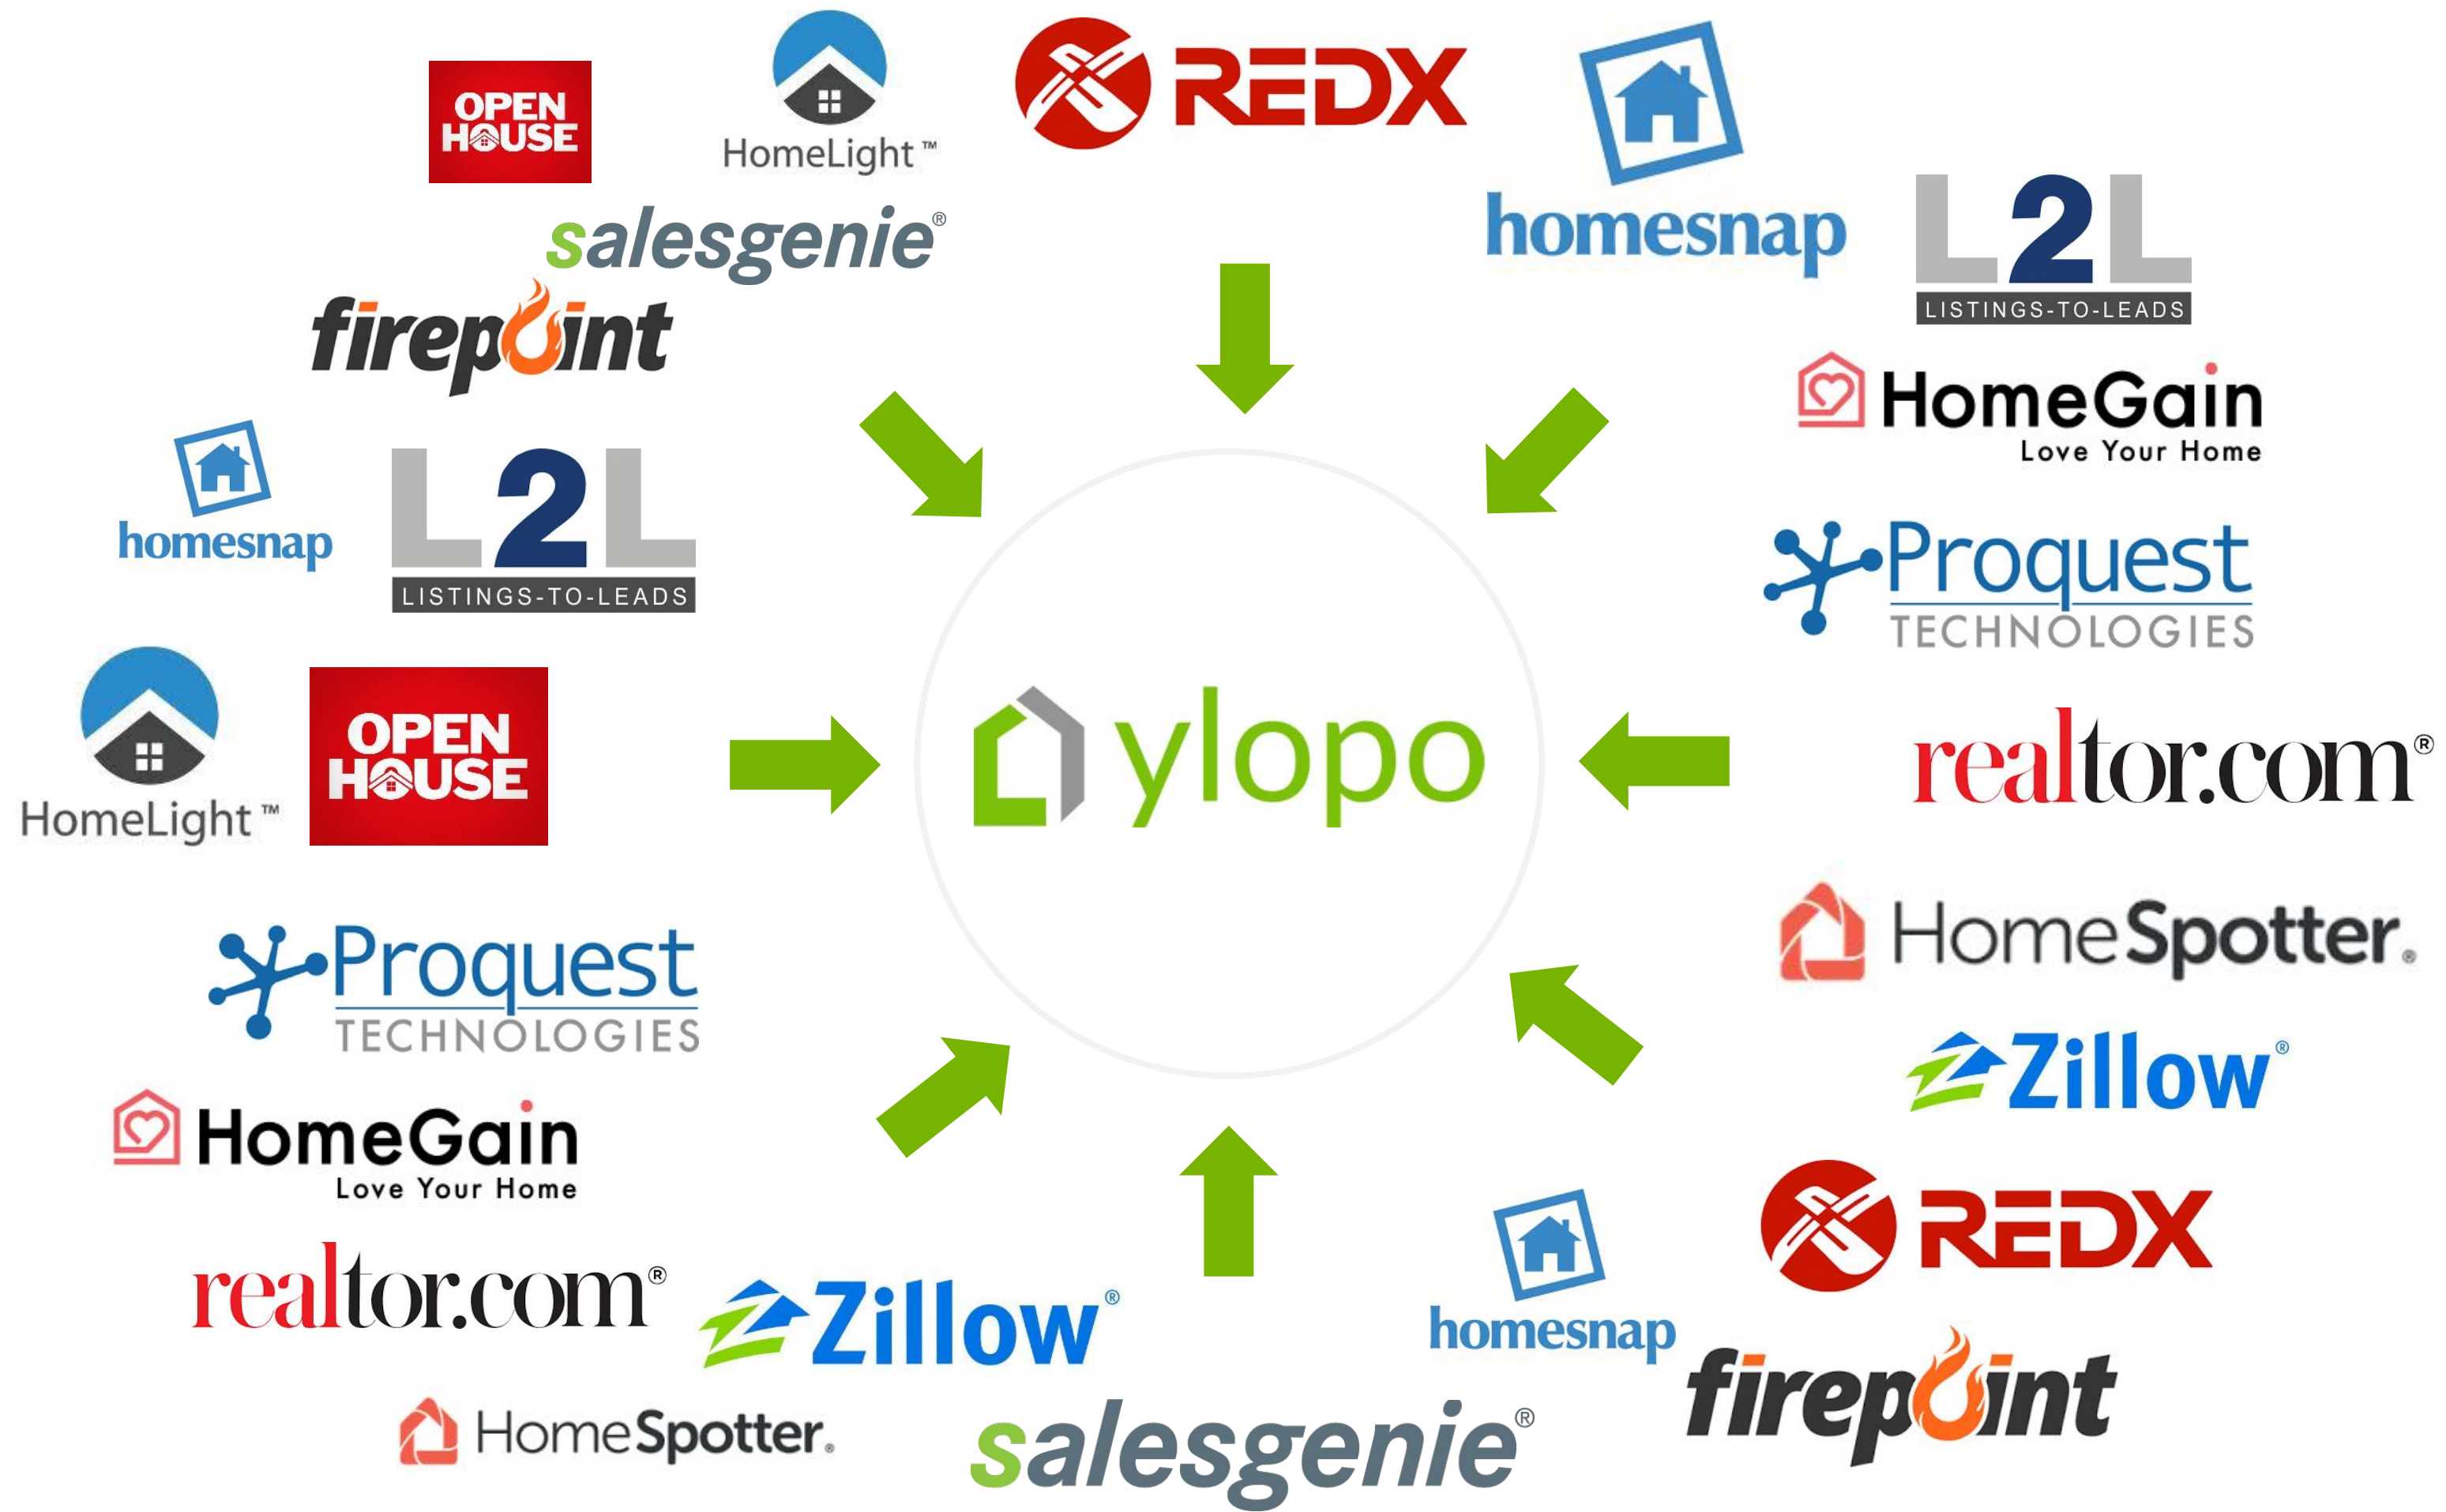 OPEN
HOUSE
HomeLight™
REDX
homesnap
salesgenie®
L2L
LISTINGS-TO-LEADS
firepoint
HomeGain
Love Your Home
homesnap
L2L
LISTINGS-TO-LEADS
Proquest
TECHNOLOGIES
HomeLight™
OPEN
HOUSE
ylopo
realtor.com®
Proquest
TECHNOLOGIES
HomeSpotter®
Zillow®
HomeGain
Love Your Home
REDX
homesnap
realtor.com®
Zillow®
firepoint
HomeSpotter®
salesgenie®